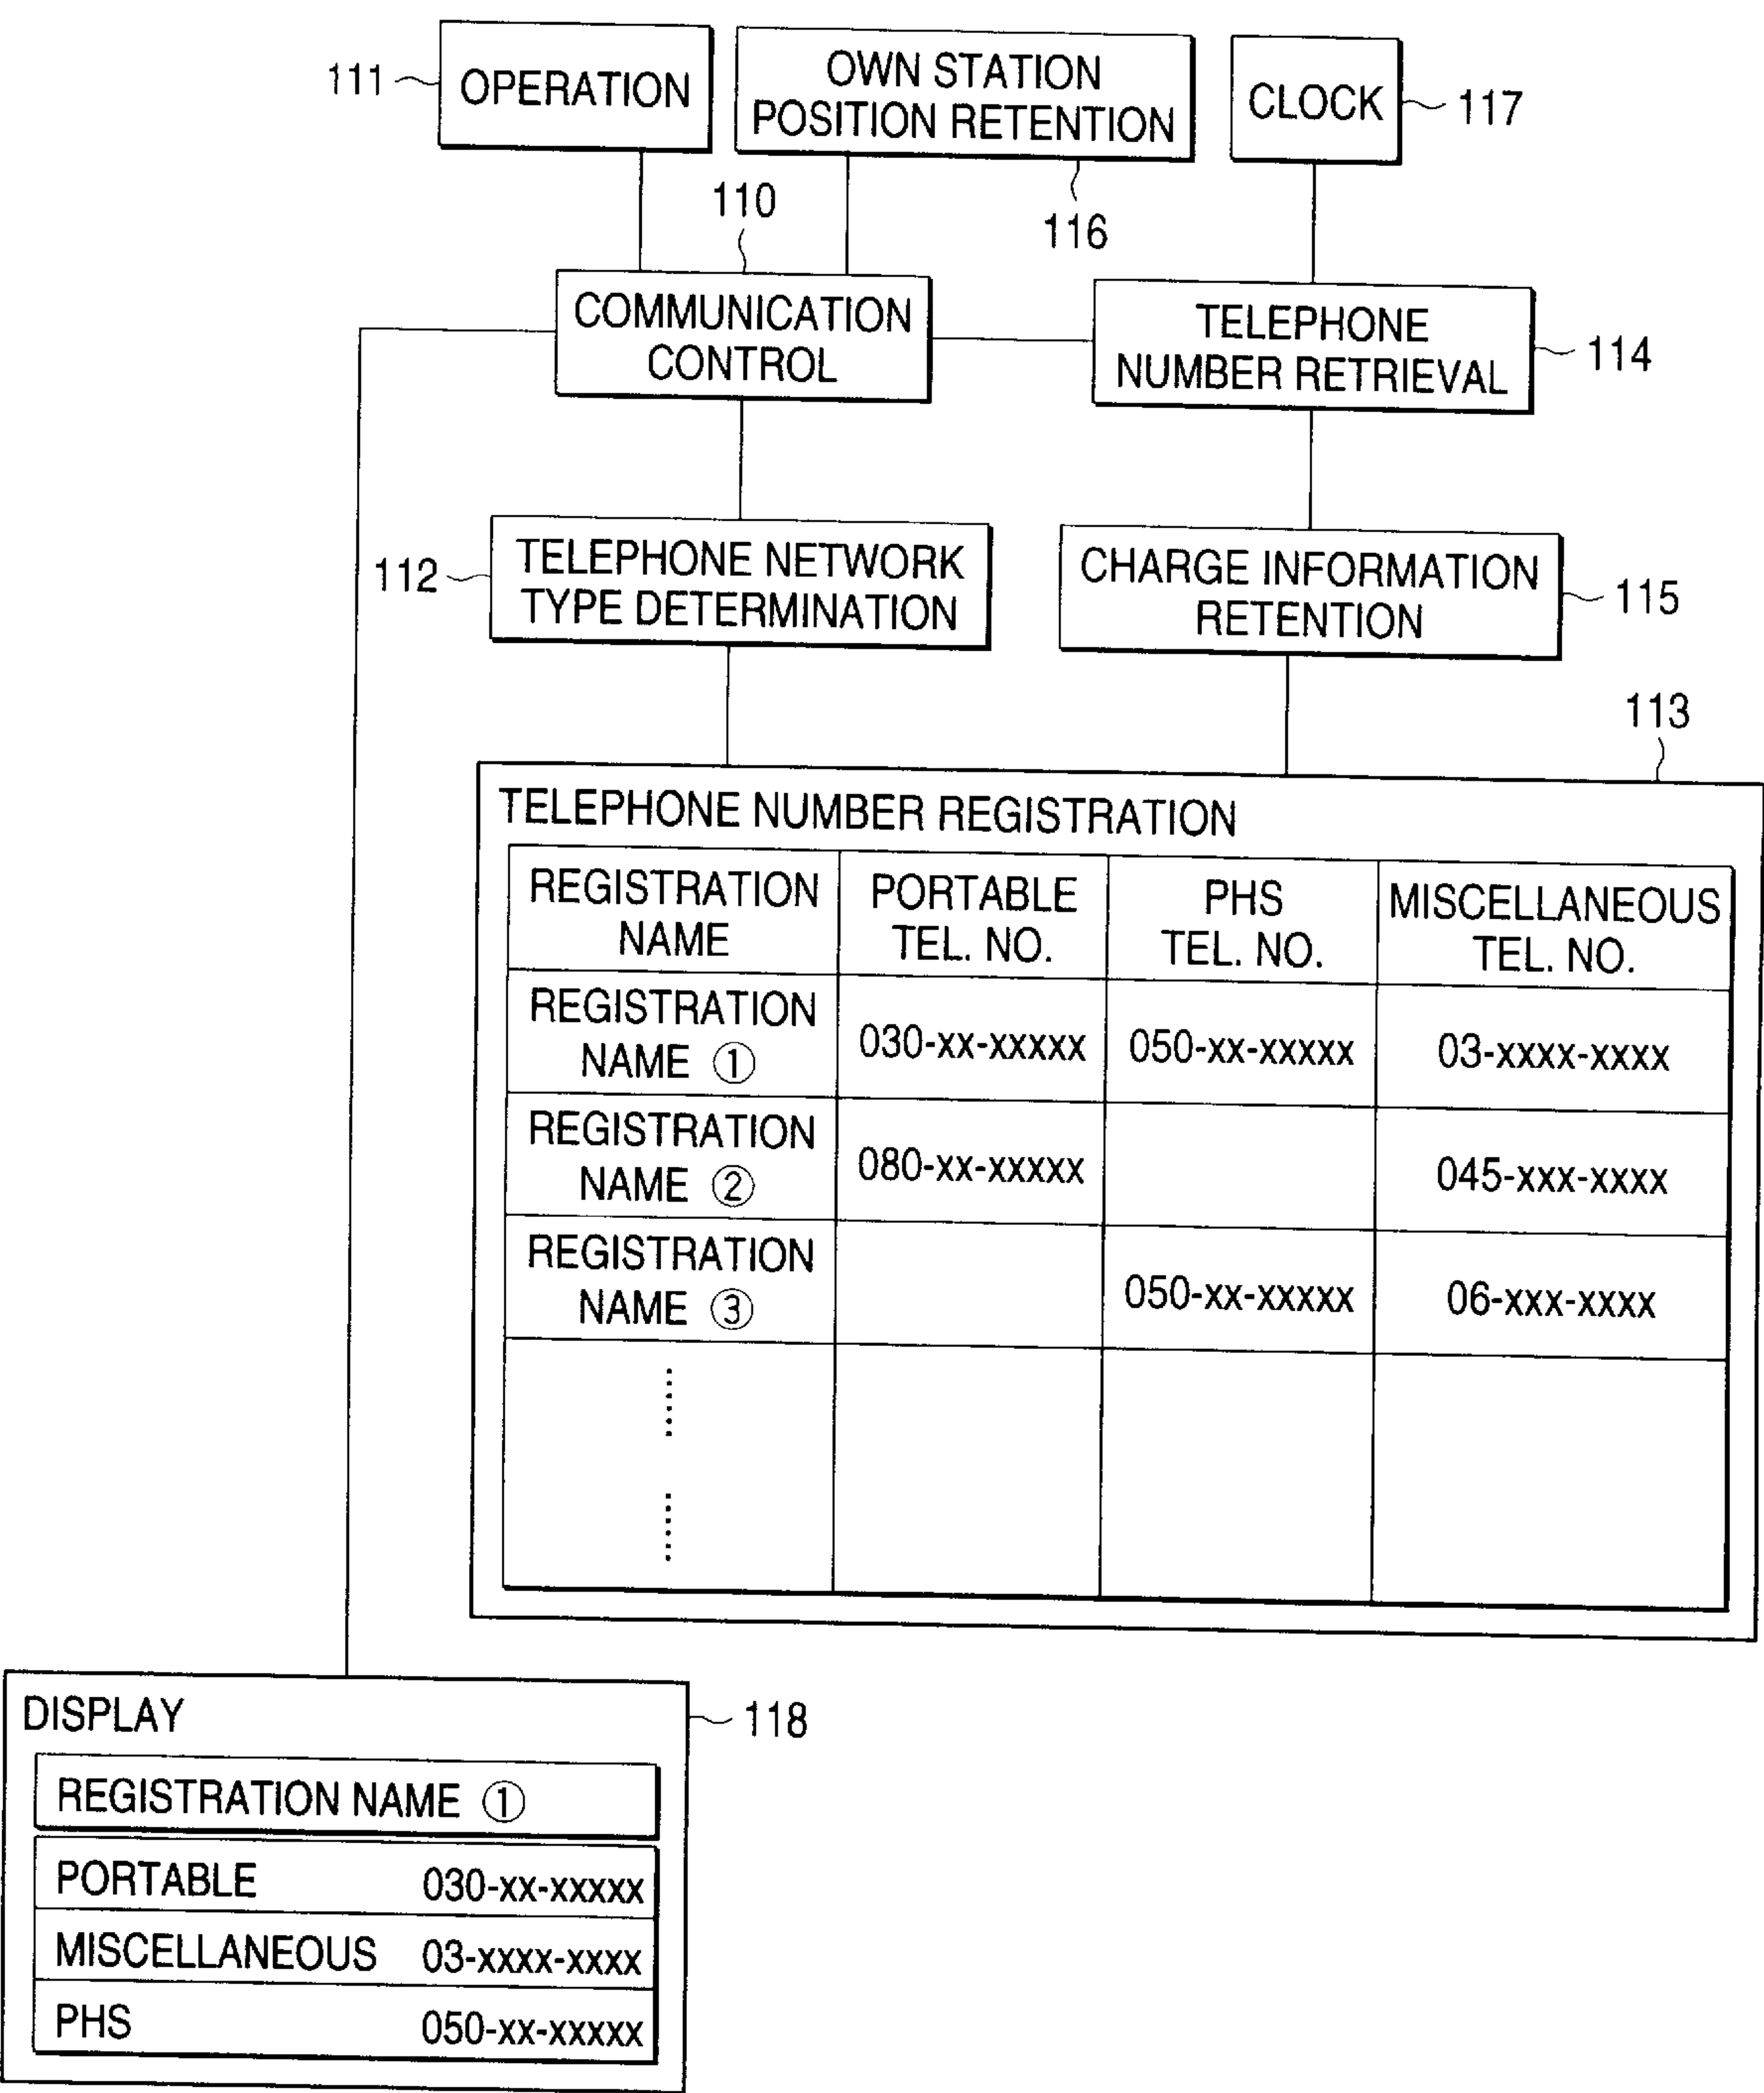 111
OPERATION
OWN STATION
POSITION RETENTION
CLOCK
117
110
116
COMMUNICATION
CONTROL
TELEPHONE
NUMBER RETRIEVAL
114
112
TELEPHONE NETWORK
TYPE DETERMINATION
CHARGE INFORMATION
RETENTION
115
113
TELEPHONE NUMBER REGISTRATION
REGISTRATION
NAME
PORTABLE
TEL. NO.
PHS
TEL. NO.
MISCELLANEOUS
TEL. NO.
REGISTRATION
NAME ①
030-xx-xxxxx
050-xx-xxxxx
03-xxxx-xxxx
REGISTRATION
NAME ②
080-xx-xxxxx
045-xxx-xxxx
REGISTRATION
NAME ③
050-xx-xxxxx
06-xxx-xxxx
DISPLAY
118
REGISTRATION NAME ①
PORTABLE 030-xx-xxxxx
MISCELLANEOUS 03-xxxx-xxxx
PHS 050-xx-xxxxx